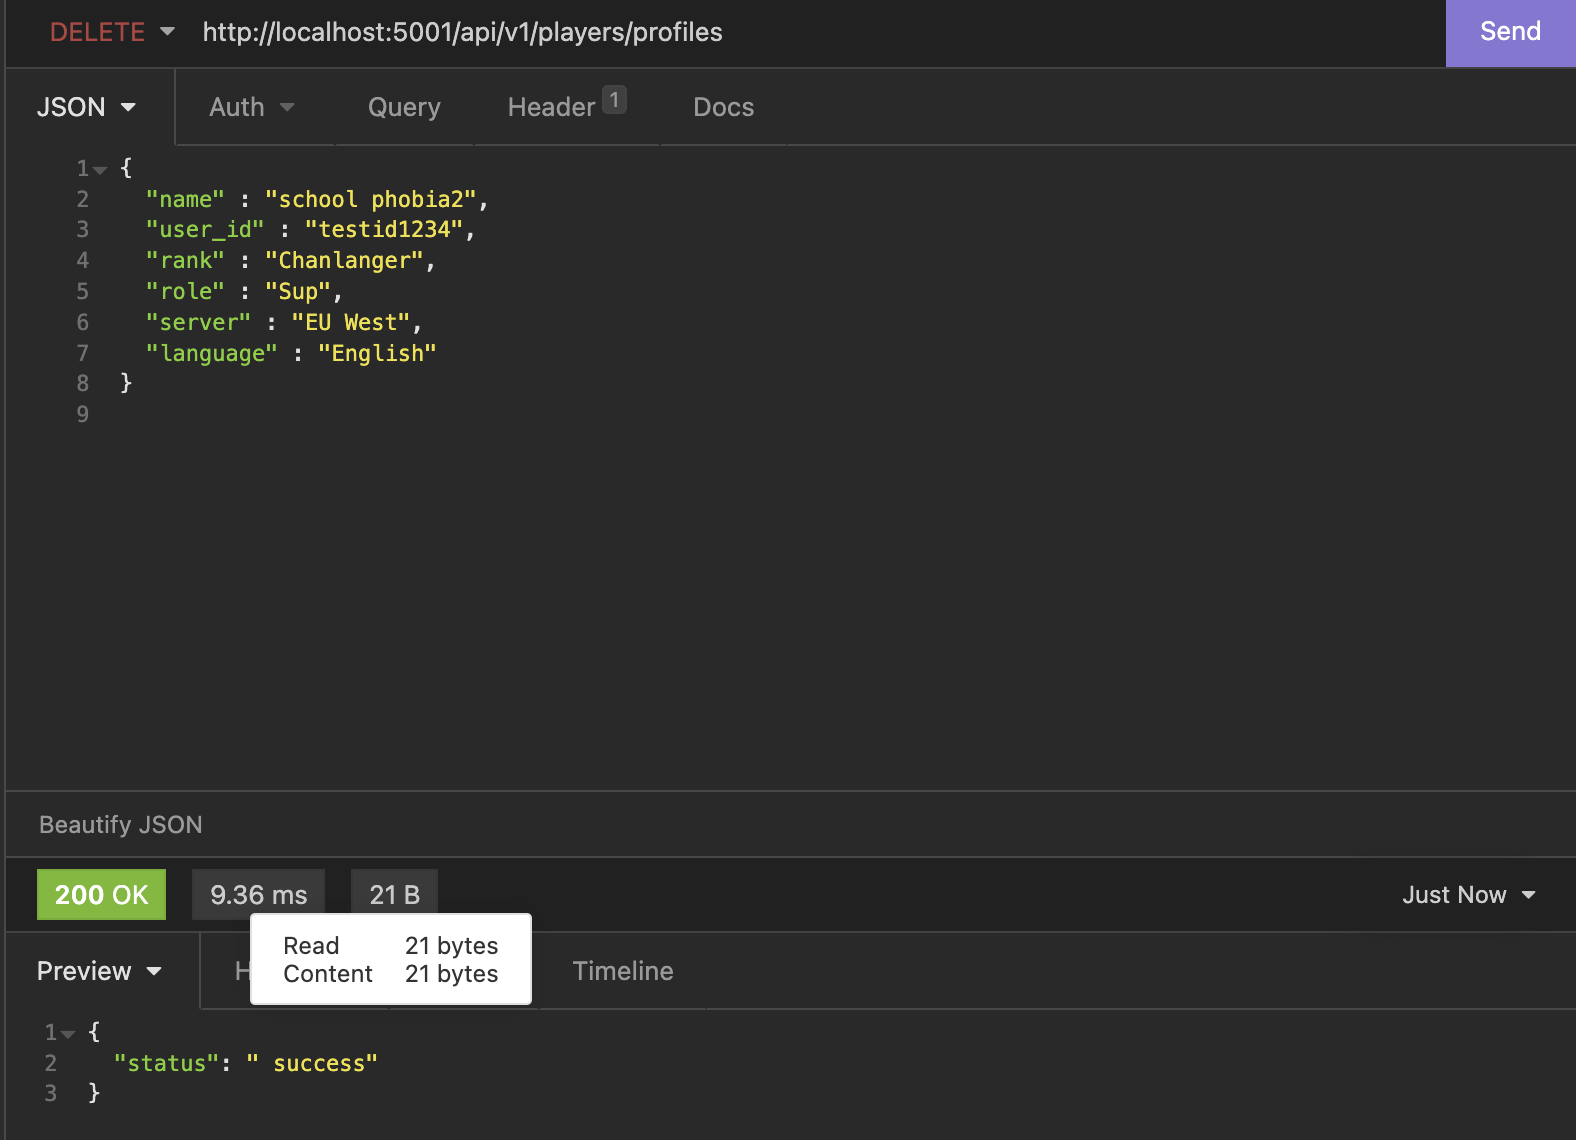 DELETE http://localhost:5001/api/v1/players/profiles Send
JSON Auth Query Header 1 Docs
1 {
2 "name" : "school phobia2",
3 "user_id" : "testid1234",
4 "rank" : "Chanlanger",
5 "role" : "Sup",
6 "server" : "EU West",
7 "language" : "English"
8 }
9
Beautify JSON
200 OK 9.36 ms 21 B Just Now
Read 21 bytes
Content 21 bytes
Preview H Timeline
1 {
2 "status": " success"
3 }